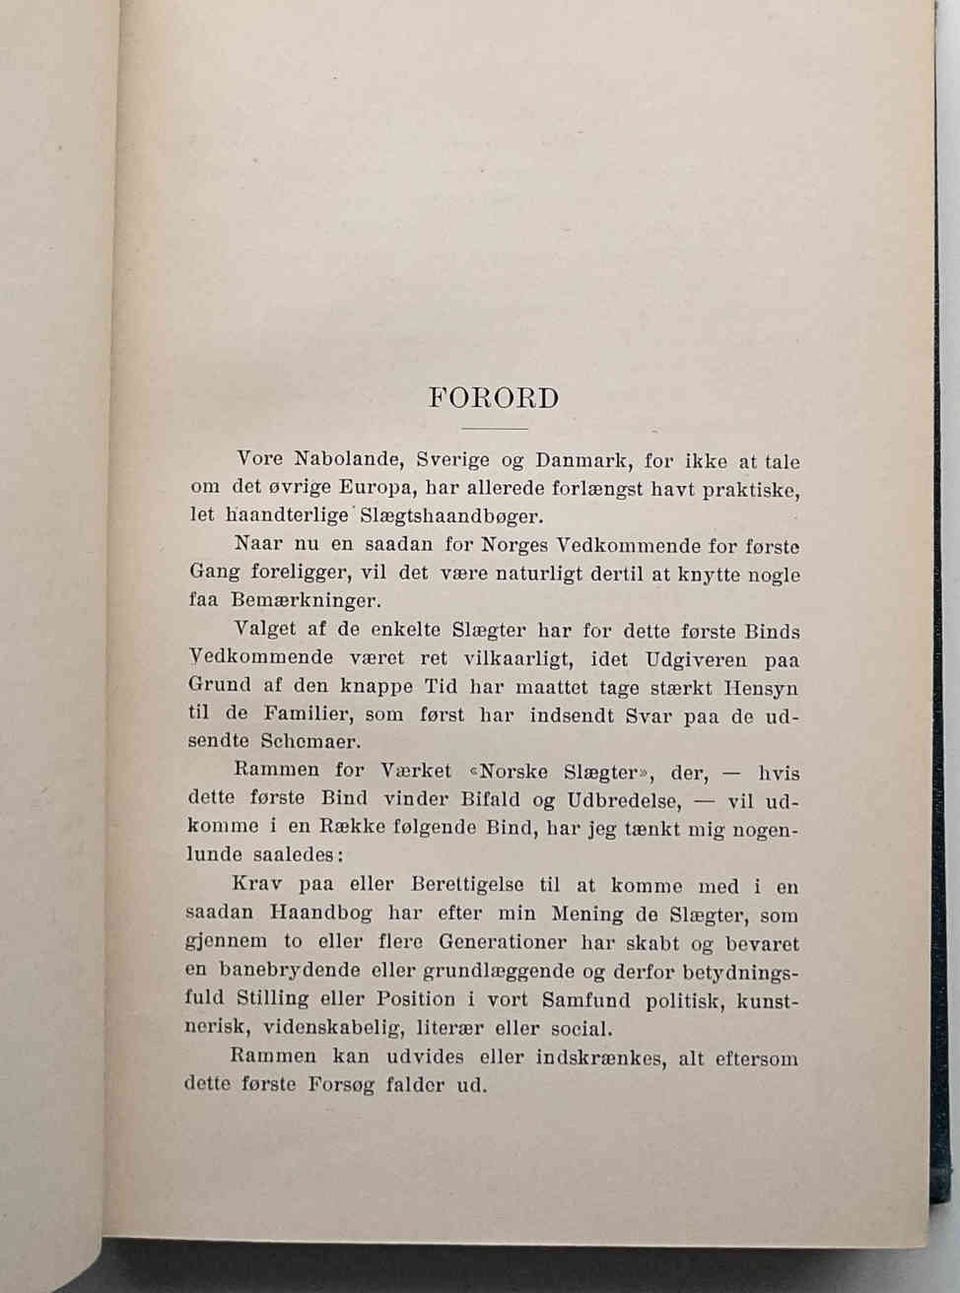 FORORD
Vore Nabolande, Sverige og Danmark, for ikke at tale
om det øvrige Europa, har allerede forlængst havt praktiske,
let haandterlige Slægtshaandbøger.
Naar nu en saadan for Norges Vedkommende for første
Gang foreligger, vil det være naturligt dertil at knytte nogle
faa Bemærkninger.
Valget af de enkelte Slægter har for dette første Binds
Vedkommende været ret vilkaarligt, idet Udgiveren paa
Grund af den knappe Tid har maattet tage stærkt Hensyn
til de Familier, som først har indsendt Svar paa de ud-
sendte Schemaer.
Rammen for Værket «Norske Slægter», der, — hvis
dette første Bind vinder Bifald og Udbredelse, — vil ud-
komme i en Række følgende Bind, har jeg tænkt mig nogen-
lunde saaledes:
Krav paa eller Berettigelse til at komme med i en
saadan Haandbog har efter min Mening de Slægter, som
gjennem to eller flere Generationer har skabt og bevaret
en banebrydende eller grundlæggende og derfor betydnings-
fuld Stilling eller Position i vort Samfund politisk, kunst-
nerisk, videnskabelig, literær eller social.
Rammen kan udvides eller indskrænkes, alt eftersom
dette første Forsøg falder ud.